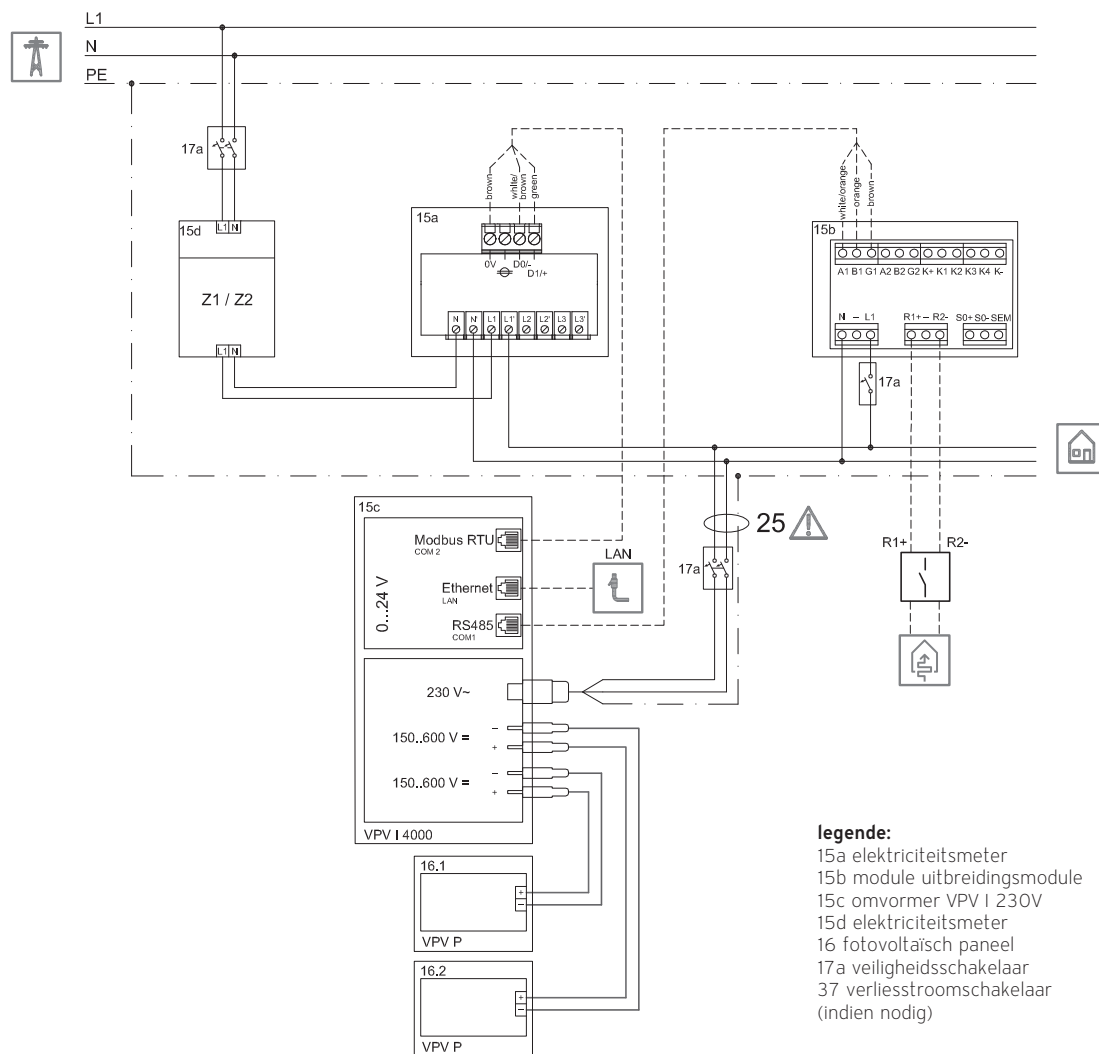 L1
N
PE
17a
15d
L1 N
Z1 / Z2
L1 N
brown
white/
brown
green
15a
0V
D0/-
D1/+
N N' L1 L1' L2 L2' L3 L3'
white/orange
orange
brown
15b
A1 B1 G1 A2 B2 G2 K+ K1 K2 K3 K4 K-
N – L1
R1+ – R2-
S0+ S0- SEM
17a
15c
Modbus RTU
COM 2
0...24 V
Ethernet
LAN
RS485
COM1
LAN
25
17a
R1+
R2-
230 V~
150..600 V =
–
+
150..600 V =
–
+
VPV I 4000
16.1
+
–
VPV P
16.2
+
–
VPV P
legende:
15a elektriciteitsmeter
15b module uitbreidingsmodule
15c omvormer VPV I 230V
15d elektriciteitsmeter
16 fotovoltaïsch paneel
17a veiligheidsschakelaar
37 verliesstroomschakelaar
(indien nodig)